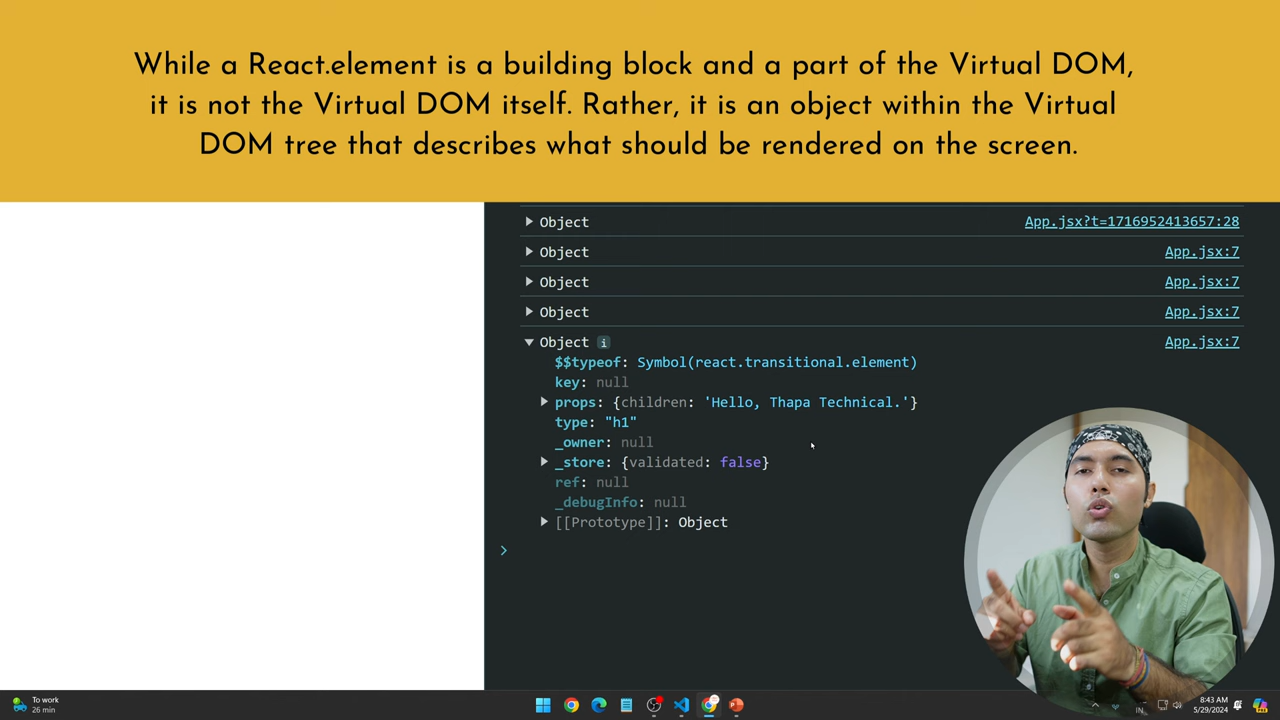 While a React.element is a building block and a part of the Virtual DOM,
it is not the Virtual DOM itself. Rather, it is an object within the Virtual
DOM tree that describes what should be rendered on the screen.
Object App.jsx?t=1716952413657:28
Object App.jsx:7
Object App.jsx:7
Object App.jsx:7
Object i App.jsx:7
$$typeof: Symbol(react.transitional.element)
key: null
props: {children: 'Hello, Thapa Technical.'}
type: "h1"
_owner: null
_store: {validated: false}
ref: null
_debugInfo: null
[[Prototype]]: Object
To work
26 min
IN
8:43 AM
5/29/2024